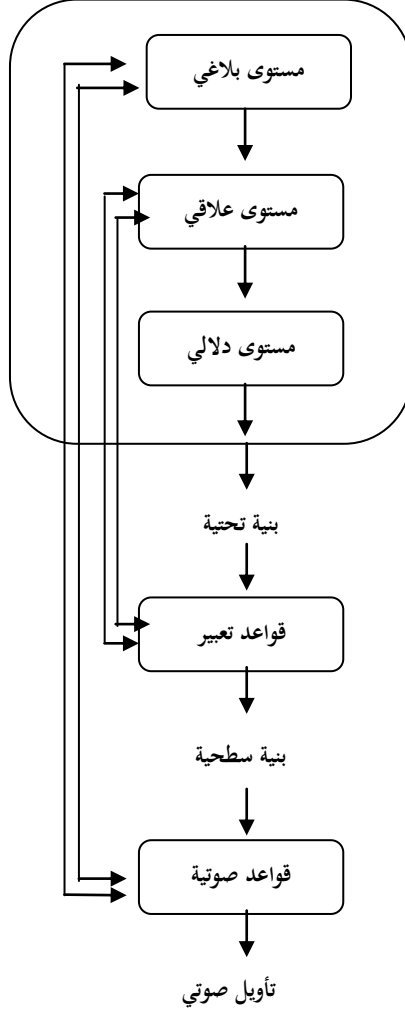 مستوى بلاغي
مستوى علاقي
مستوى دلالي
بنية تحتية
قواعد تعبير
بنية سطحية
قواعد صوتية
تأويل صوتي